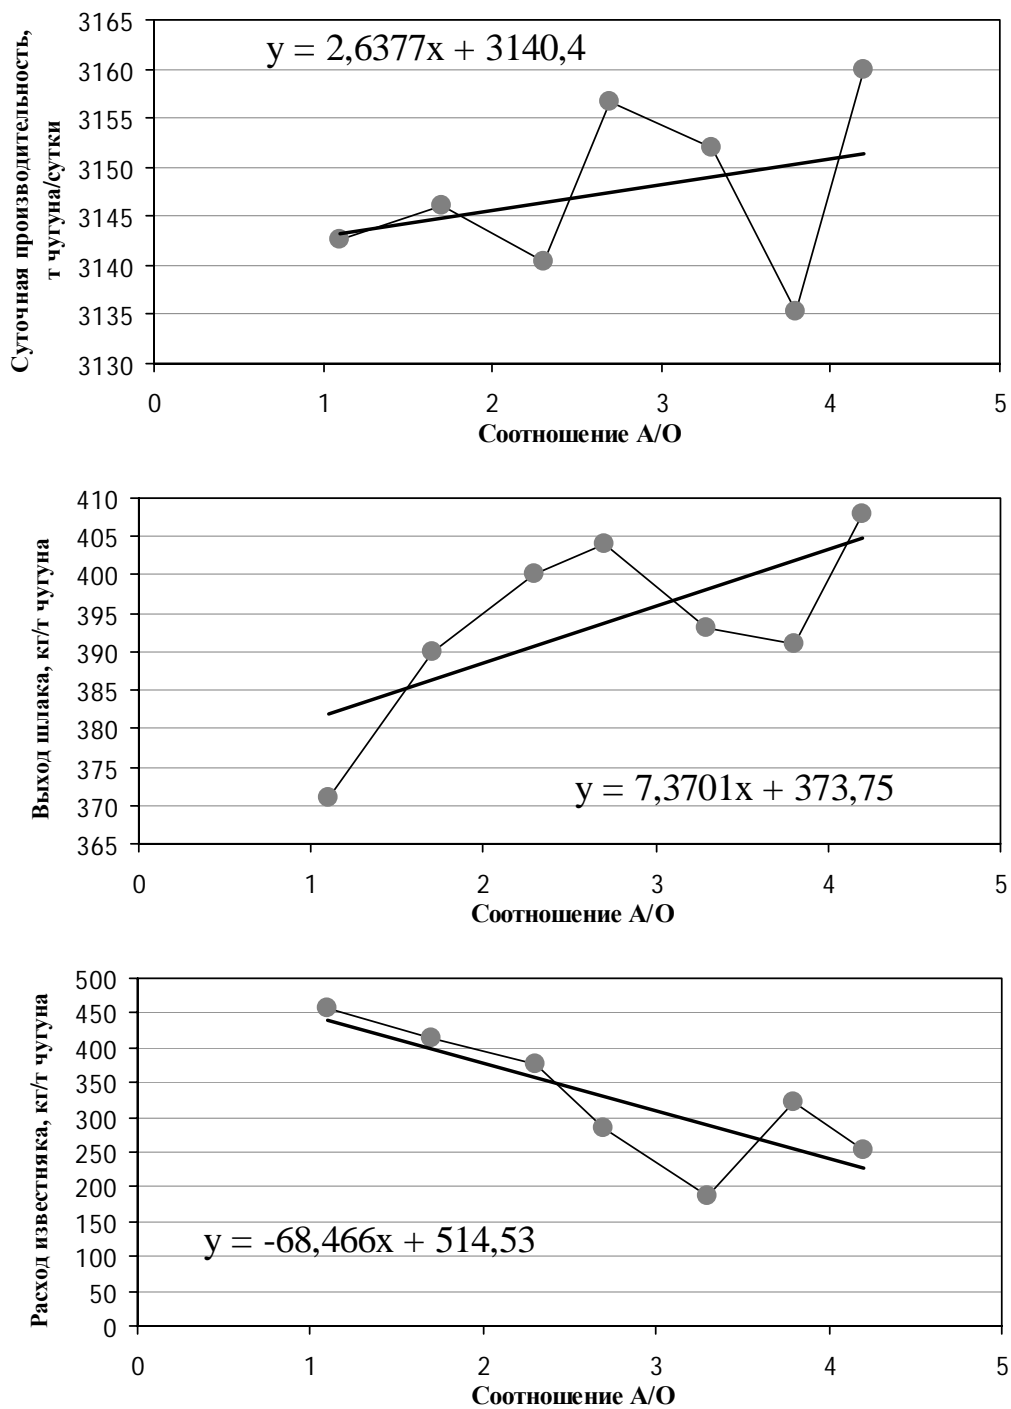 Суточная производительность,
т чугуна/сутки
3165
3160
3155
3150
3145
3140
3135
3130
y = 2,6377x + 3140,4
0 1 2 3 4 5
Соотношение А/О
Выход шлака, кг/т чугуна
410
405
400
395
390
385
380
375
370
365
y = 7,3701x + 373,75
0 1 2 3 4 5
Соотношение А/О
Расход известняка, кг/т чугуна
500
450
400
350
300
250
200
150
100
50
0
y = -68,466x + 514,53
0 1 2 3 4 5
Соотношение А/О